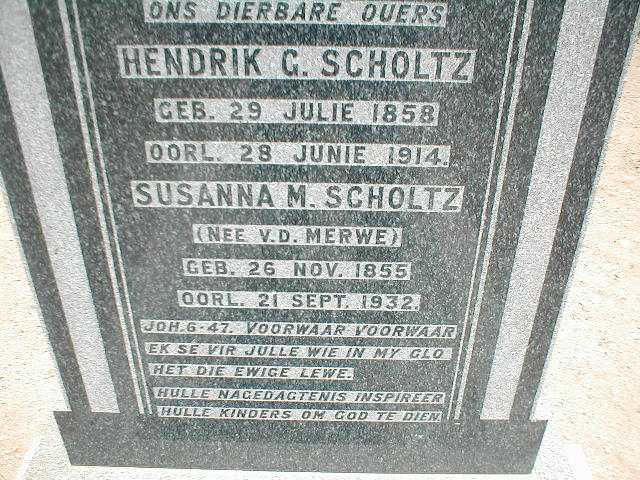 ONS DIERBARE OUERS
HENDRIK G. SCHOLTZ
GEB. 29 JULIE 1858
OORL. 28 JUNIE 1914.
SUSANNA M. SCHOLTZ
(NEE V.D. MERWE)
GEB. 26 NOV. 1855
OORL. 21 SEPT. 1932.
JOH. 6-47. VOORWAAR VOORWAAR
EK SE VIR JULLE WIE IN MY GLO
HET DIE EWIGE LEWE.
HULLE NAGEDAGTENIS INSPIREER
HULLE KINDERS OM GOD TE DIEN